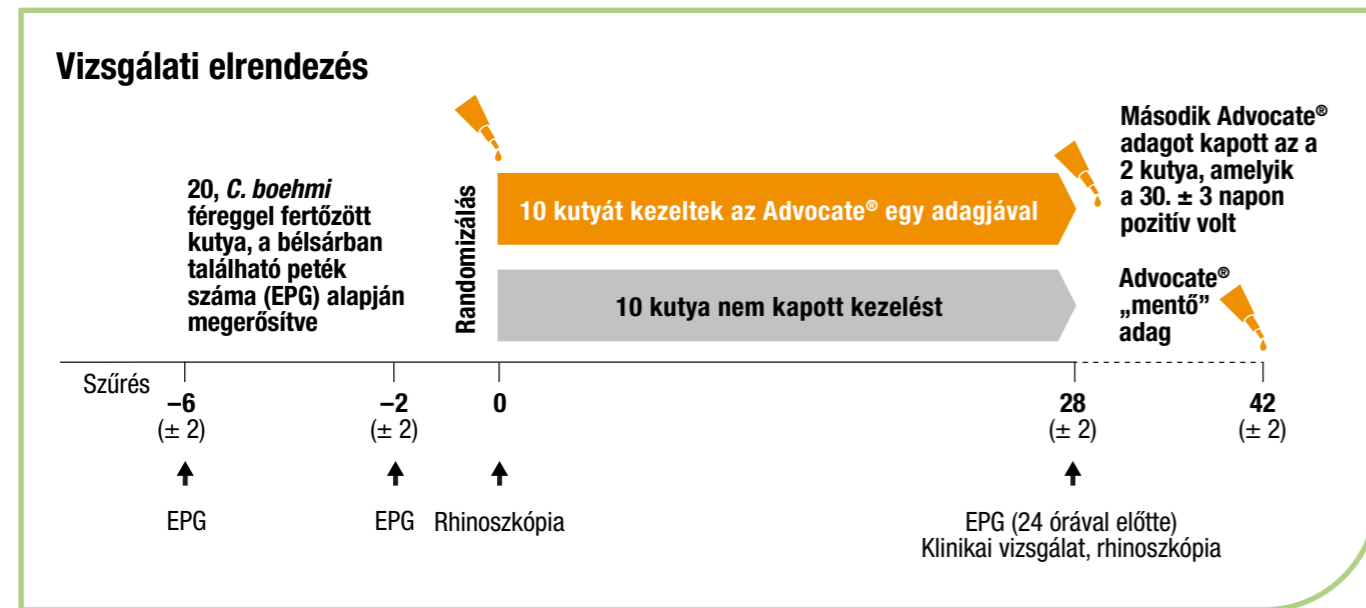 Vizsgálati elrendezés
20, C. boehmi
féreggel fertőzött
kutya, a bélsárban
található peték
száma (EPG) alapján
megerősítve
Randomizálás
10 kutyát kezeltek az Advocate® egy adagjával
10 kutya nem kapott kezelést
Második Advocate®
adagot kapott az a
2 kutya, amelyik
a 30. ± 3 napon
pozitív volt
Advocate®
„mentő”
adag
Szűrés
–6
(± 2)
–2
(± 2)
0
28
(± 2)
42
(± 2)
EPG
EPG
Rhinoszkópia
EPG (24 órával előtte)
Klinikai vizsgálat, rhinoszkópia